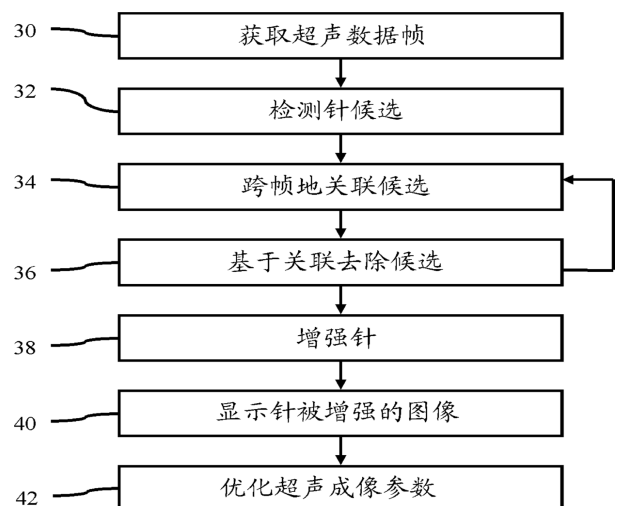 30 获取超声数据帧
32 检测针候选
34 跨帧地关联候选
36 基于关联去除候选
38 增强针
40 显示针被增强的图像
42 优化超声成像参数